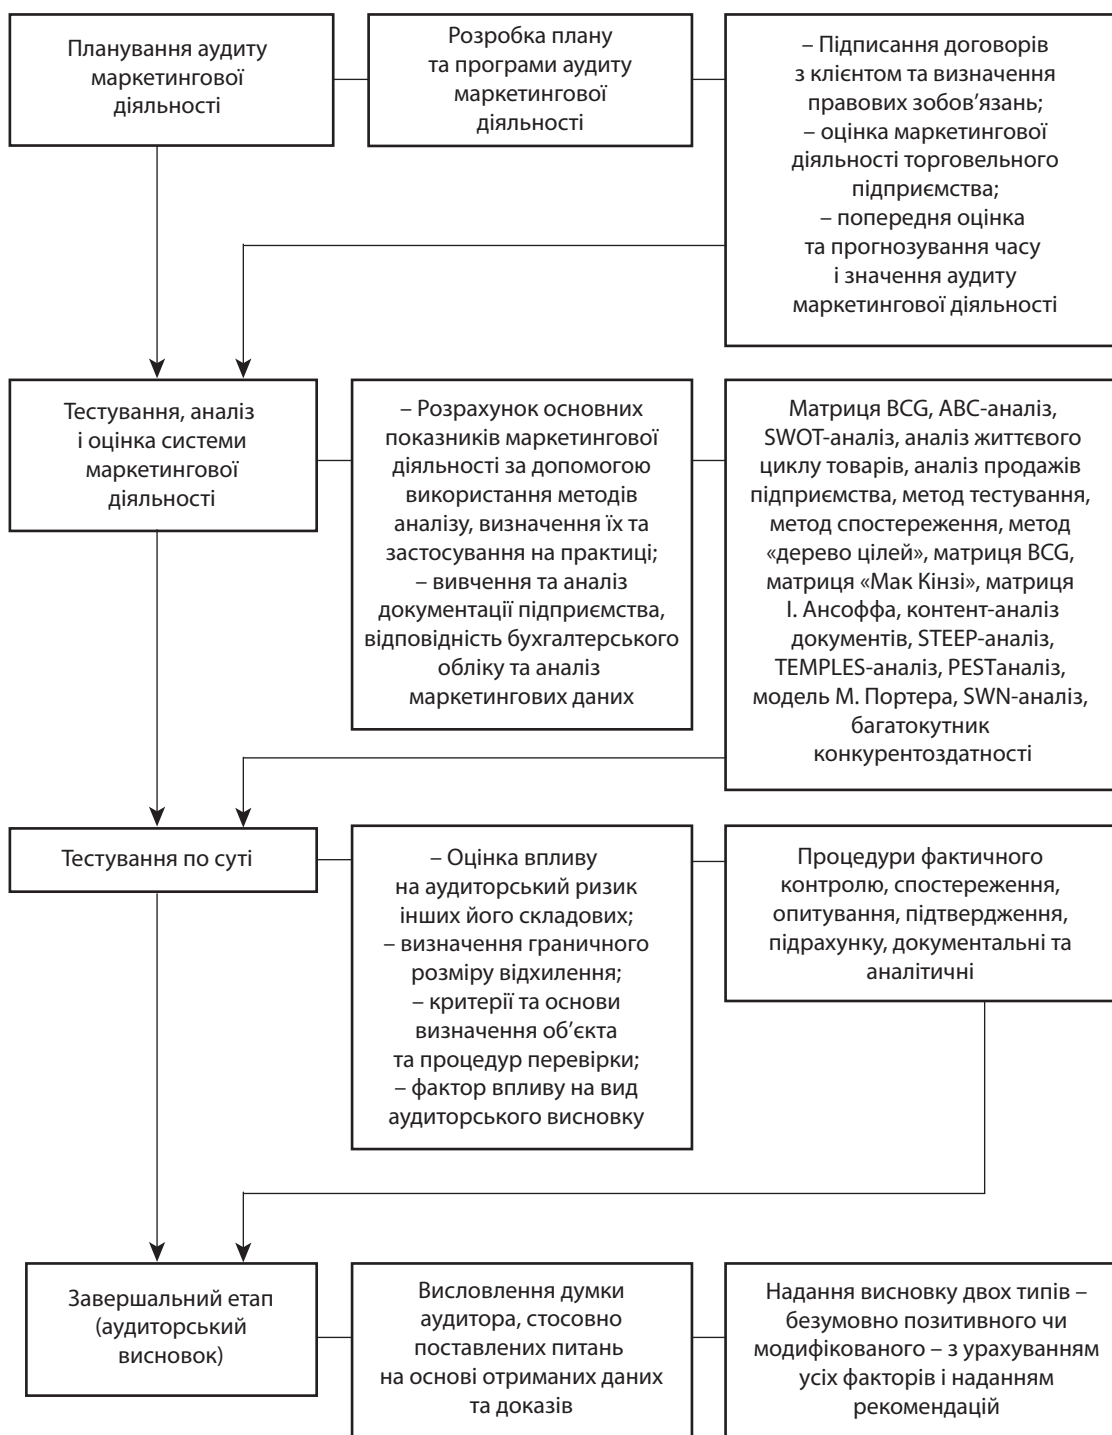 Планування аудиту
маркетингової
діяльності
Розробка плану
та програми аудиту
маркетингової
діяльності
– Підписання договорів
з клієнтом та визначення
правових зобов’язань;
– оцінка маркетингової
діяльності торговельного
підприємства;
– попередня оцінка
та прогнозування часу
і значення аудиту
маркетингової діяльності
Тестування, аналіз
і оцінка системи
маркетингової
діяльності
– Розрахунок основних
показників маркетингової
діяльності за допомогою
використання методів
аналізу, визначення їх та
застосування на практиці;
– вивчення та аналіз
документації підприємства,
відповідність бухгалтерського
обліку та аналіз
маркетингових даних
Матриця BCG, АВС-аналіз,
SWOT-аналіз, аналіз життєвого
циклу товарів, аналіз продажів
підприємства, метод тестування,
метод спостереження, метод
«дерево цілей», матриця BCG,
матриця «Мак Кінзі», матриця
І. Ансоффа, контент-аналіз
документів, STEEP-аналіз,
TEMPLES-аналіз, PESTаналіз,
модель М. Портера, SWN-аналіз,
багатокутник
конкурентоздатності
Тестування по суті
– Оцінка впливу
на аудиторський ризик
інших його складових;
– визначення граничного
розміру відхилення;
– критерії та основи
визначення об’єкта
та процедур перевірки;
– фактор впливу на вид
аудиторського висновку
Процедури фактичного
контролю, спостереження,
опитування, підтвердження,
підрахунку, документальні та
аналітичні
Завершальний етап
(аудиторський
висновок)
Висловлення думки
аудитора, стосовно
поставлених питань
на основі отриманих даних
та доказів
Надання висновку двох типів –
безумовно позитивного чи
модифікованого – з урахуванням
усіх факторів і наданням
рекомендацій